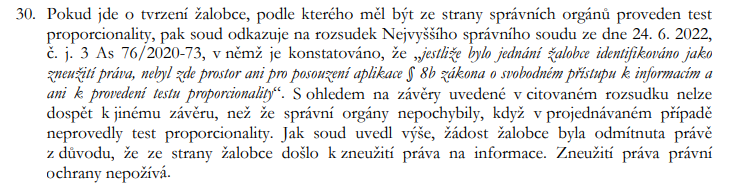 30. Pokud jde o tvrzení žalobce, podle kterého měl být ze strany správních orgánů proveden test
proporcionality, pak soud odkazuje na rozsudek Nejvyššího správního soudu ze dne 24. 6. 2022,
č. j. 3 As 76/2020-73, v němž je konstatováno, že „jestliže bylo jednání žalobce identifikováno jako
zneužití práva, nebyl zde prostor ani pro posouzení aplikace § 8b zákona o svobodném přístupu k informacím a
ani k provedení testu proporcionality“. S ohledem na závěry uvedené v citovaném rozsudku nelze
dospět k jinému závěru, než že správní orgány nepochybily, když v projednávaném případě
neprovedly test proporcionality. Jak soud uvedl výše, žádost žalobce byla odmítnuta právě
z důvodu, že ze strany žalobce došlo k zneužití práva na informace. Zneužití práva právní
ochrany nepožívá.